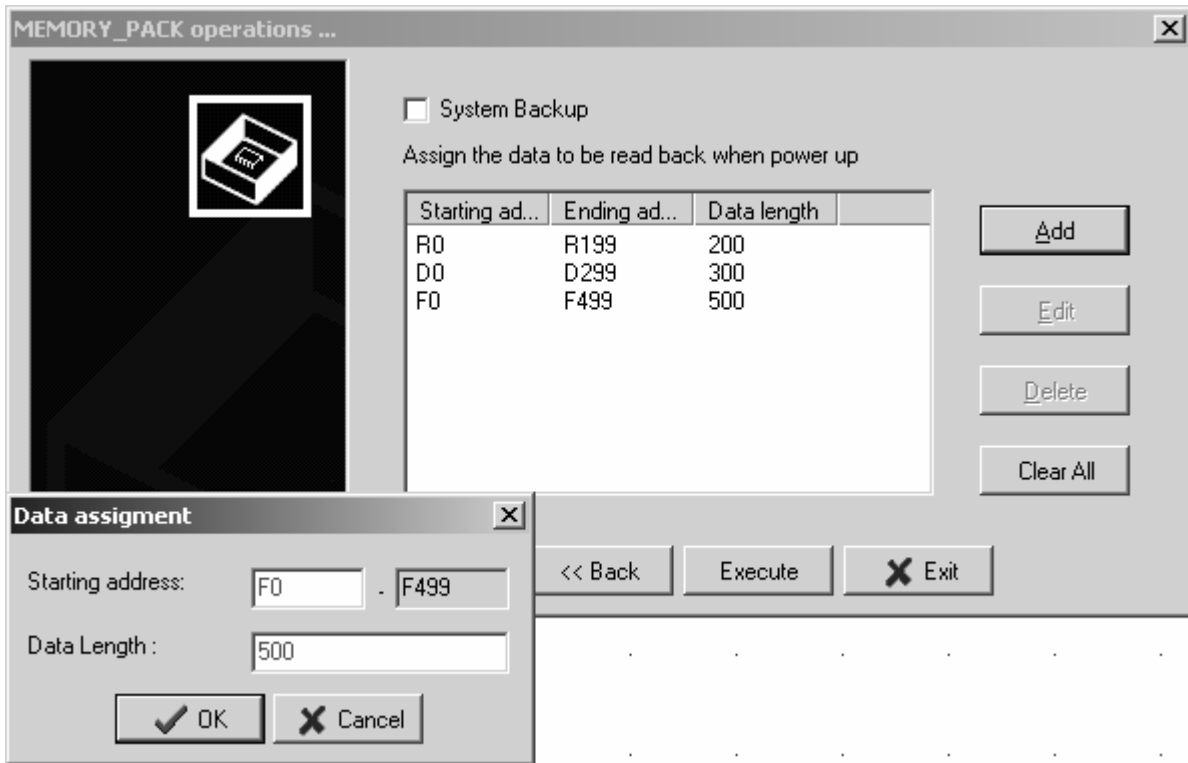 MEMORY_PACK operations ...
System Backup
Assign the data to be read back when power up
Starting ad... Ending ad... Data length
R0 R199 200
D0 D299 300
F0 F499 500
Add
Edit
Delete
Clear All
<< Back Execute Exit
Data assigment
Starting address: F0 - F499
Data Length : 500
OK Cancel